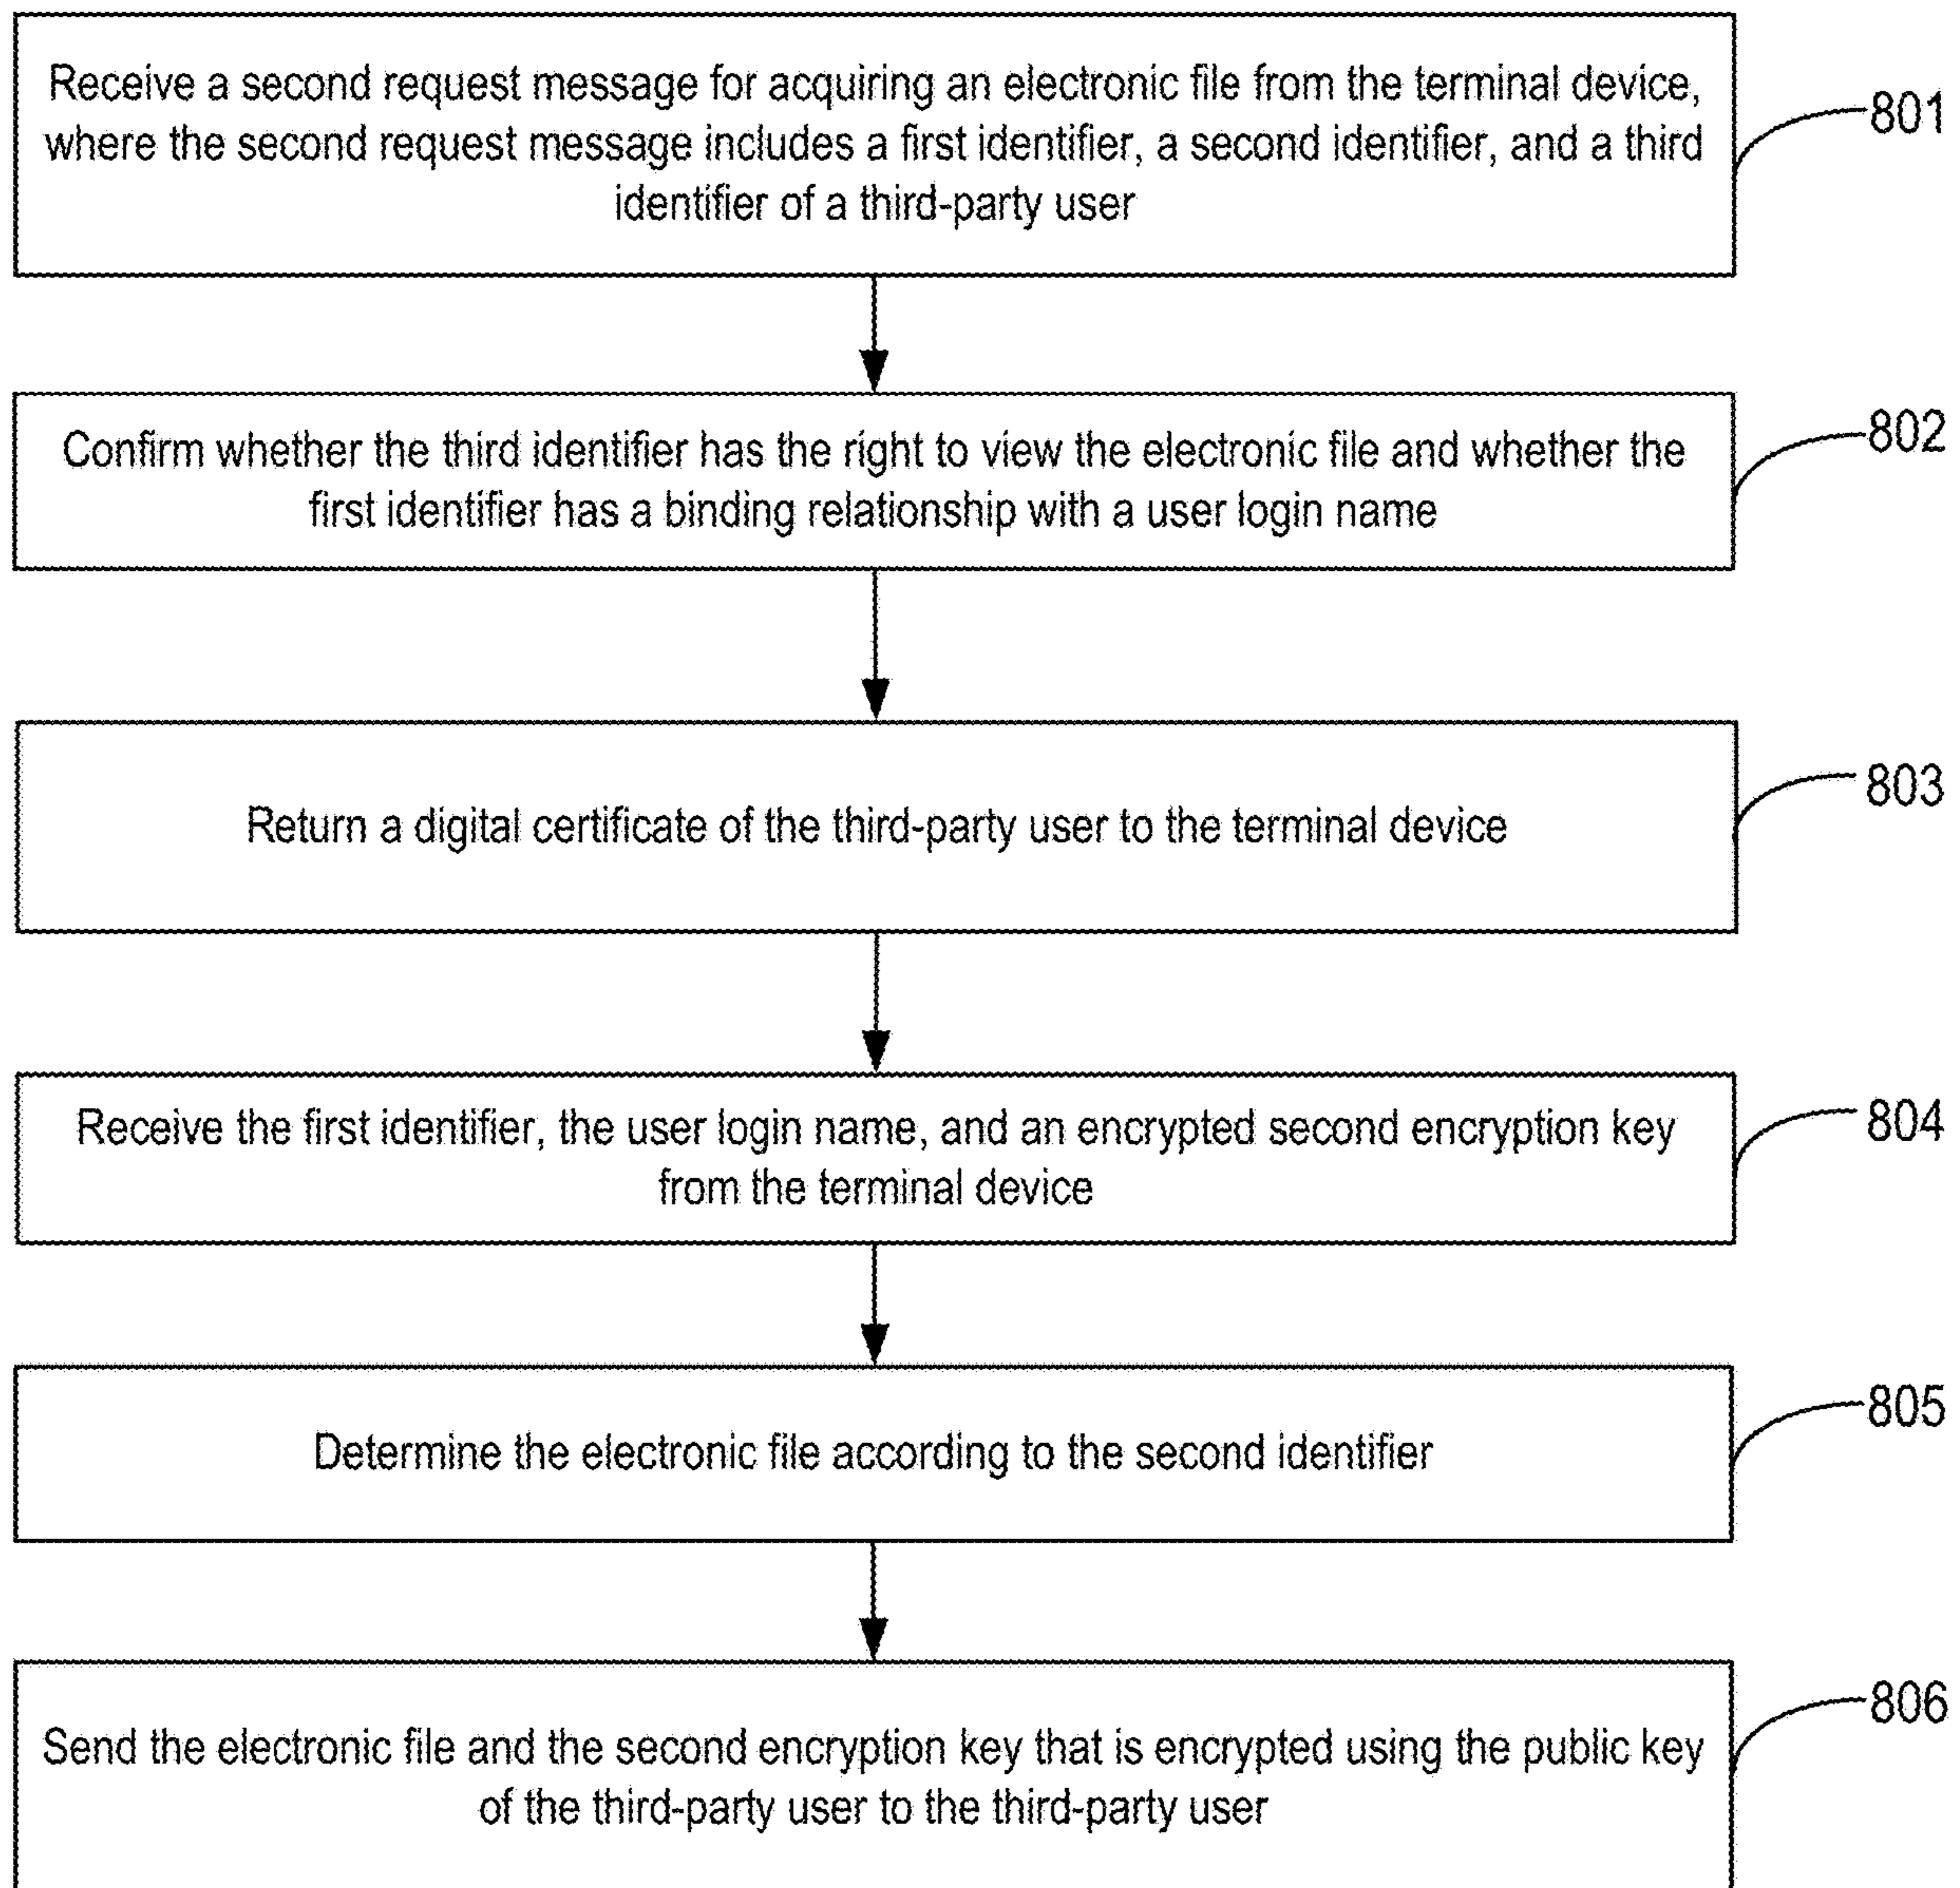 Receive a second request message for acquiring an electronic file from the terminal device,
where the second request message includes a first identifier, a second identifier, and a third
identifier of a third-party user
801
Confirm whether the third identifier has the right to view the electronic file and whether the
first identifier has a binding relationship with a user login name
802
Return a digital certificate of the third-party user to the terminal device
803
Receive the first identifier, the user login name, and an encrypted second encryption key
from the terminal device
804
Determine the electronic file according to the second identifier
805
Send the electronic file and the second encryption key that is encrypted using the public key
of the third-party user to the third-party user
806